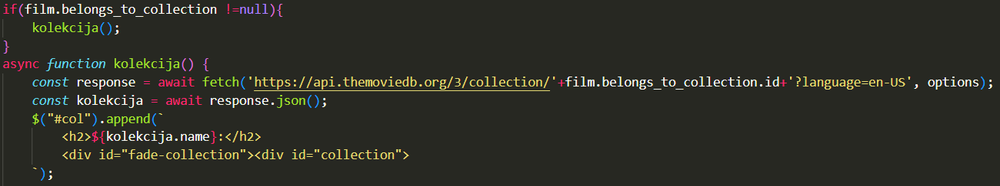 if(film.belongs_to_collection !=null){
    kolekcija();
}
async function kolekcija() {
    const response = await fetch('https://api.themoviedb.org/3/collection/'+film.belongs_to_collection.id+'?language=en-US', options);
    const kolekcija = await response.json();
    $("#col").append(`
        <h2>${kolekcija.name}:</h2>
        <div id="fade-collection"><div id="collection">
    `);